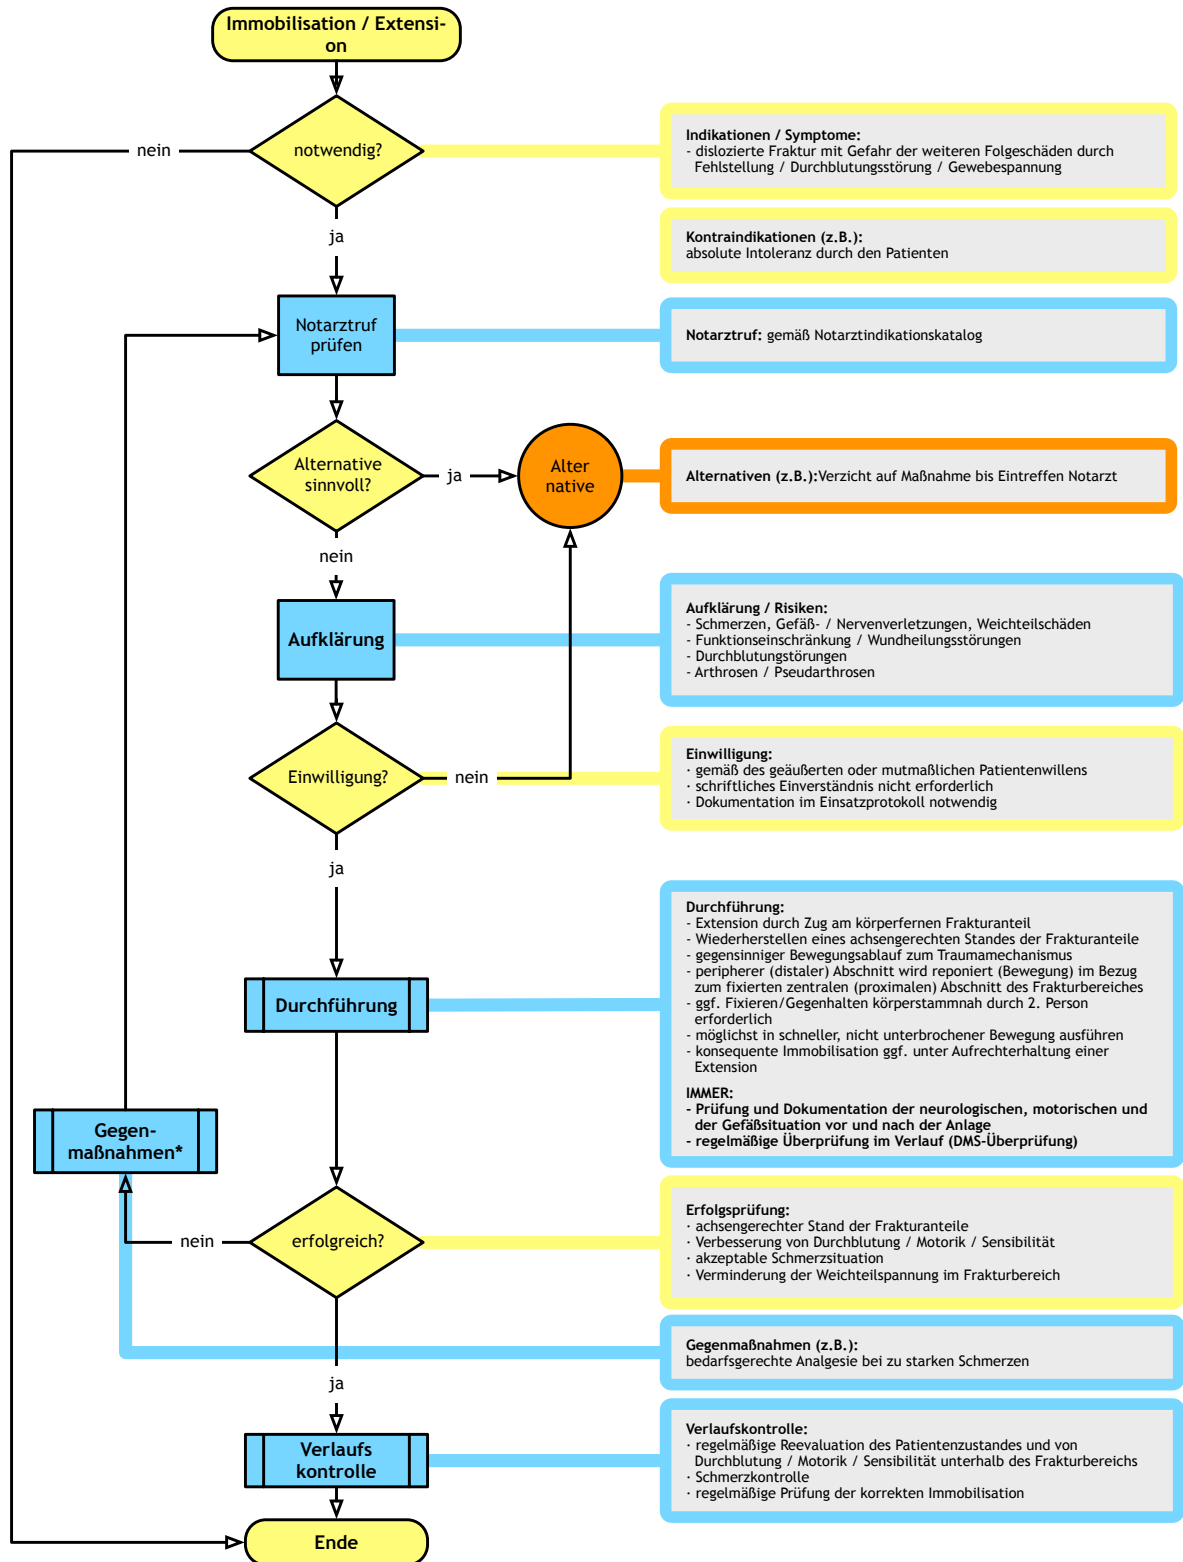 Immobilisation / Extensi-
on
notwendig?
nein
ja
Indikationen / Symptome:
- dislozierte Fraktur mit Gefahr der weiteren Folgeschäden durch
Fehlstellung / Durchblutungsstörung / Gewebespannung
Kontraindikationen (z.B.):
absolute Intoleranz durch den Patienten
Notarztruf
prüfen
Notarztruf: gemäß Notarztindikationskatalog
Alternative
sinnvoll?
ja
nein
Alter
native
Alternativen (z.B.):Verzicht auf Maßnahme bis Eintreffen Notarzt
Aufklärung
Aufklärung / Risiken:
- Schmerzen, Gefäß- / Nervenverletzungen, Weichteilschäden
- Funktionseinschränkung / Wundheilungsstörungen
- Durchblutungstörungen
- Arthrosen / Pseudarthrosen
Einwilligung?
nein
ja
Einwilligung:
· gemäß des geäußerten oder mutmaßlichen Patientenwillens
· schriftliches Einverständnis nicht erforderlich
· Dokumentation im Einsatzprotokoll notwendig
Durchführung
Durchführung:
- Extension durch Zug am körperfernen Frakturanteil
- Wiederherstellen eines achsengerechten Standes der Frakturanteile
- gegensinniger Bewegungsablauf zum Traumamechanismus
- peripherer (distaler) Abschnitt wird reponiert (Bewegung) im Bezug
zum fixierten zentralen (proximalen) Abschnitt des Frakturbereiches
- ggf. Fixieren/Gegenhalten körperstammnah durch 2. Person
erforderlich
- möglichst in schneller, nicht unterbrochener Bewegung ausführen
- konsequente Immobilisation ggf. unter Aufrechterhaltung einer
Extension
IMMER:
- Prüfung und Dokumentation der neurologischen, motorischen und
der Gefäßsituation vor und nach der Anlage
- regelmäßige Überprüfung im Verlauf (DMS-Überprüfung)
Gegen-
maßnahmen*
erfolgreich?
nein
ja
Erfolgsprüfung:
· achsengerechter Stand der Frakturanteile
· Verbesserung von Durchblutung / Motorik / Sensibilität
· akzeptable Schmerzsituation
· Verminderung der Weichteilspannung im Frakturbereich
Gegenmaßnahmen (z.B.):
bedarfsgerechte Analgesie bei zu starken Schmerzen
Verlaufs
kontrolle
Verlaufskontrolle:
· regelmäßige Reevaluation des Patientenzustandes und von
Durchblutung / Motorik / Sensibilität unterhalb des Frakturbereichs
· Schmerzkontrolle
· regelmäßige Prüfung der korrekten Immobilisation
Ende